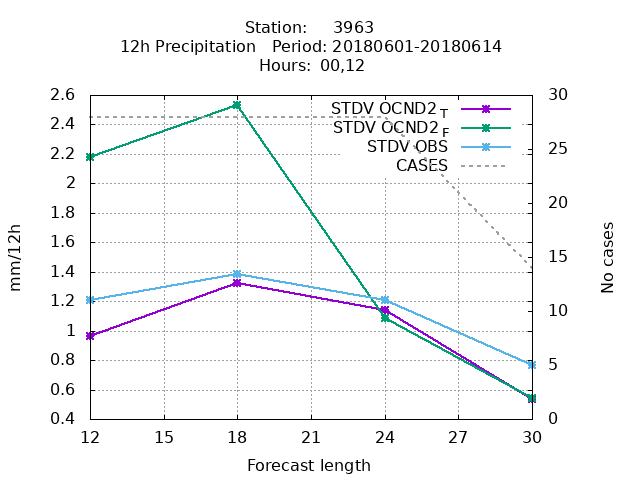 Station: 3963
12h Precipitation Period: 20180601-20180614
Hours: 00,12
STDV OCND2 T
STDV OCND2 F
STDV OBS
CASES
2.6
2.4
2.2
2
1.8
1.6
1.4
1.2
1
0.8
0.6
0.4
mm/12h
30
25
20
15
10
5
0
No cases
12 15 18 21 24 27 30
Forecast length